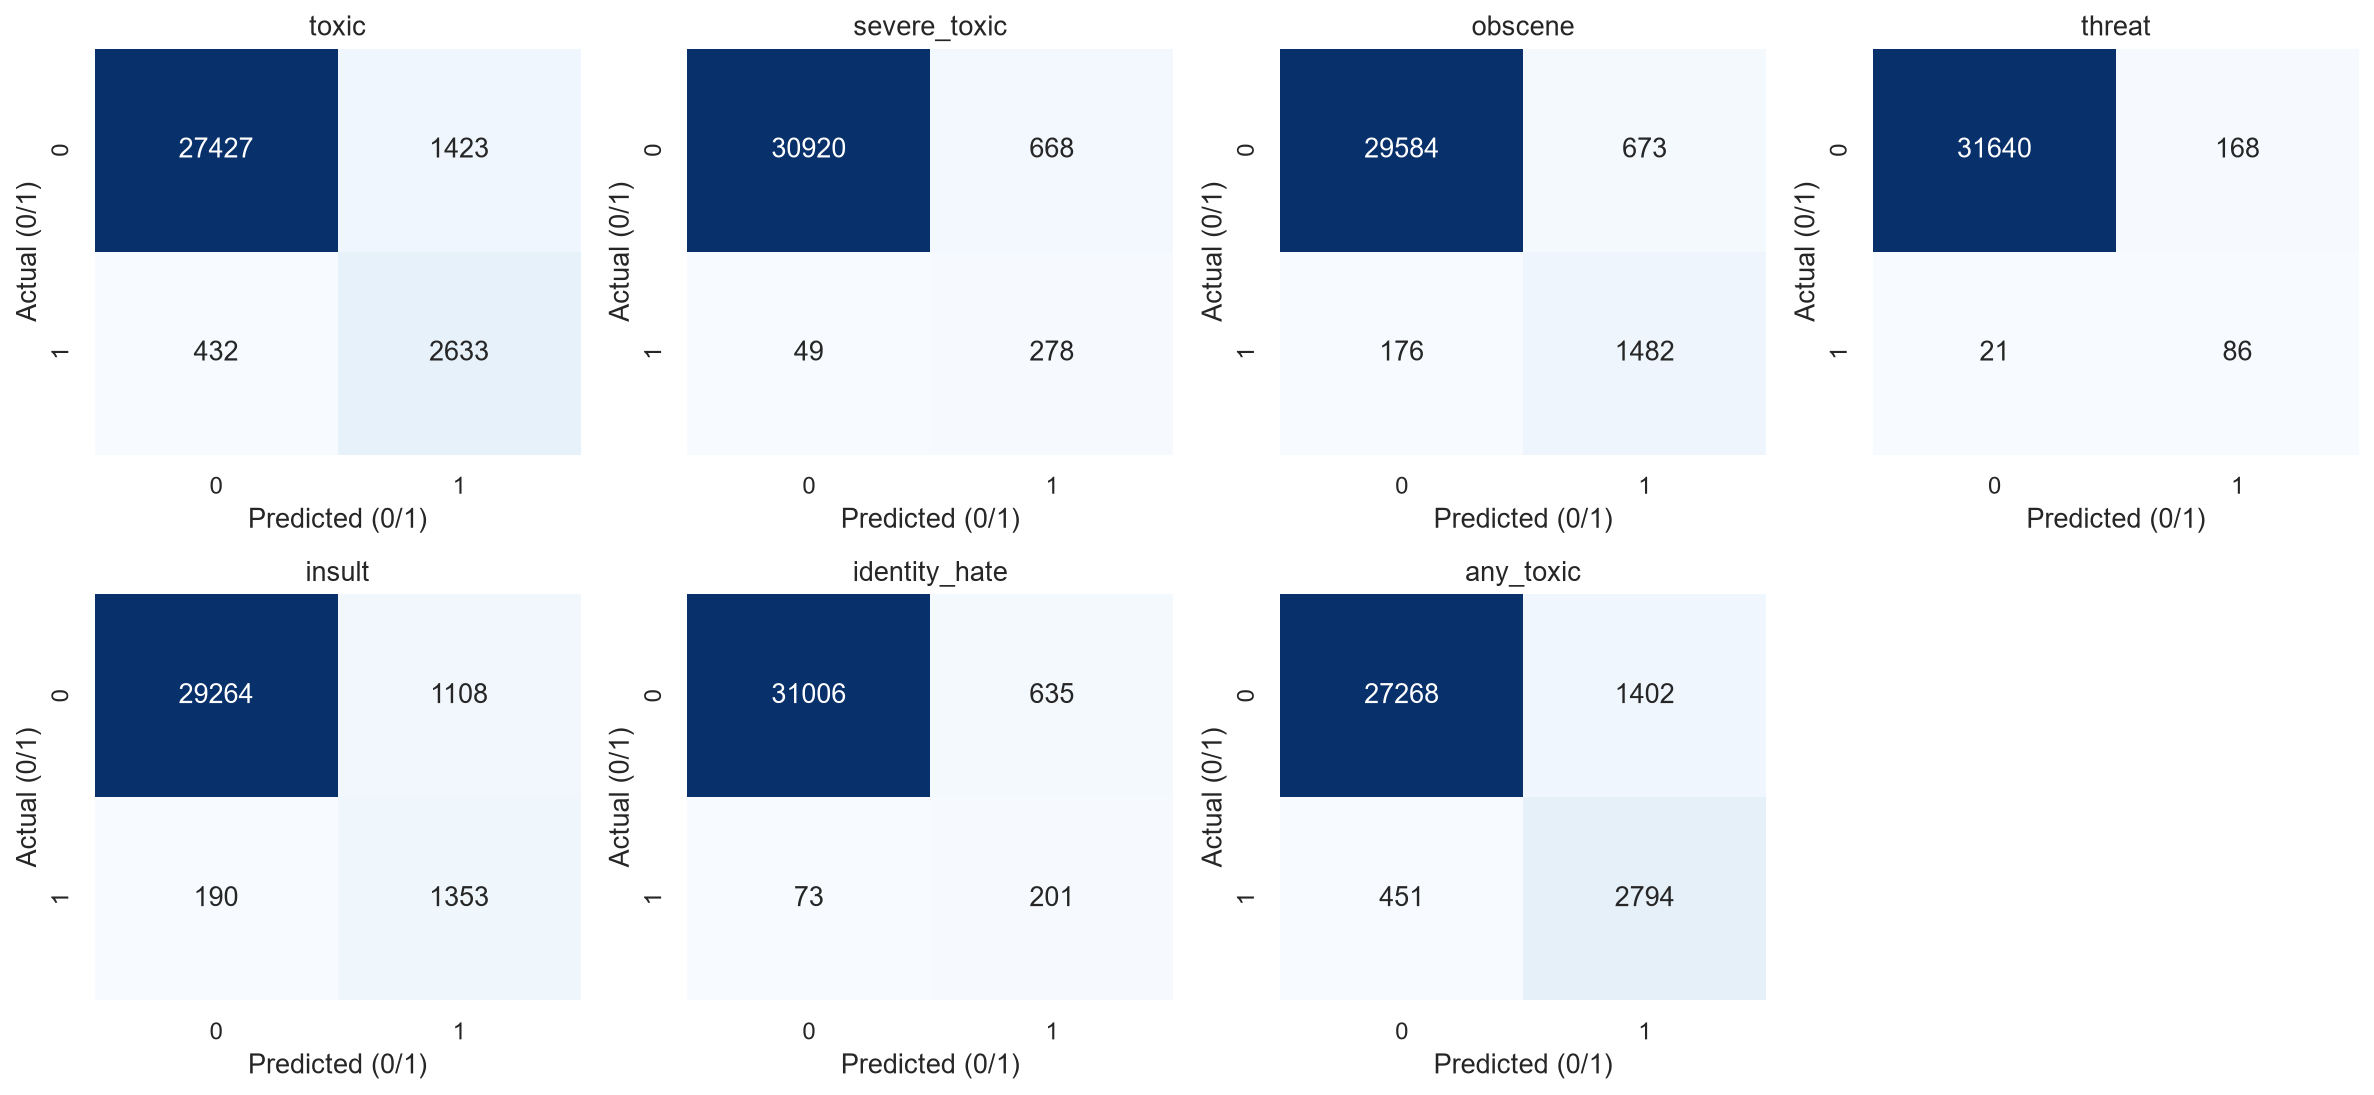 toxic
severe_toxic
obscene
threat
Actual (0/1)
0
27427
1423
1
432
2633
0
1
Predicted (0/1)
Actual (0/1)
0
30920
668
1
49
278
0
1
Predicted (0/1)
Actual (0/1)
0
29584
673
1
176
1482
0
1
Predicted (0/1)
Actual (0/1)
0
31640
168
1
21
86
0
1
Predicted (0/1)
insult
identity_hate
any_toxic
Actual (0/1)
0
29264
1108
1
190
1353
0
1
Predicted (0/1)
Actual (0/1)
0
31006
635
1
73
201
0
1
Predicted (0/1)
Actual (0/1)
0
27268
1402
1
451
2794
0
1
Predicted (0/1)